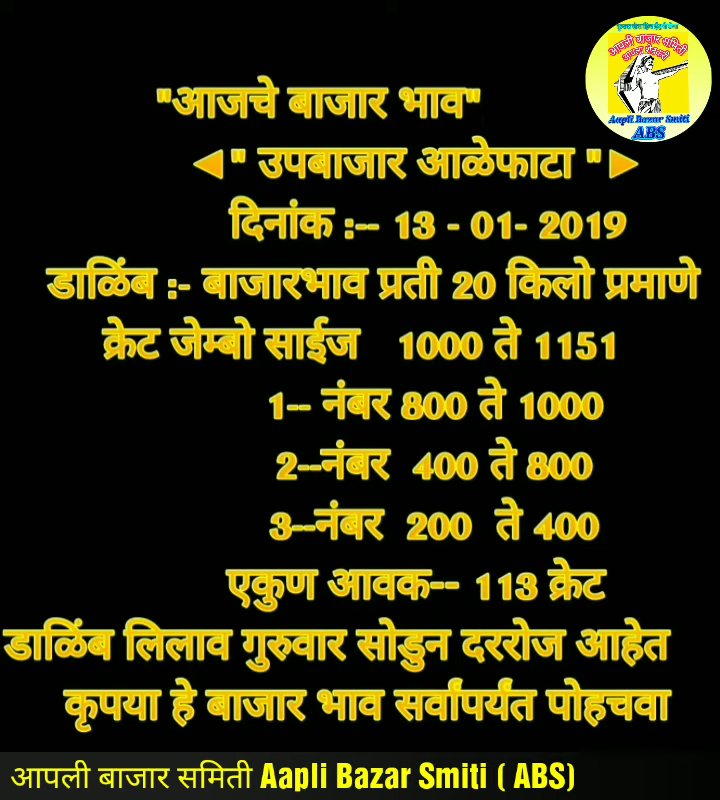 "आजचे बाजार भाव"
◄" उपबाजार आळेफाटा "►
दिनांक :-- 13 - 01- 2019
डाळिंब :- बाजारभाव प्रती 20 किलो प्रमाणे
क्रेट जेम्बो साईज 1000 ते 1151
1-- नंबर 800 ते 1000
2--नंबर 400 ते 800
3--नंबर 200 ते 400
एकुण आवक-- 113 क्रेट
डाळिंब लिलाव गुरुवार सोडुन दररोज आहेत
कृपया हे बाजार भाव सर्वांपर्यंत पोहचवा
आपली बाजार समिती
Aapli Bazar Smiti
ABS
आपली बाजार समिती Aapli Bazar Smiti ( ABS)